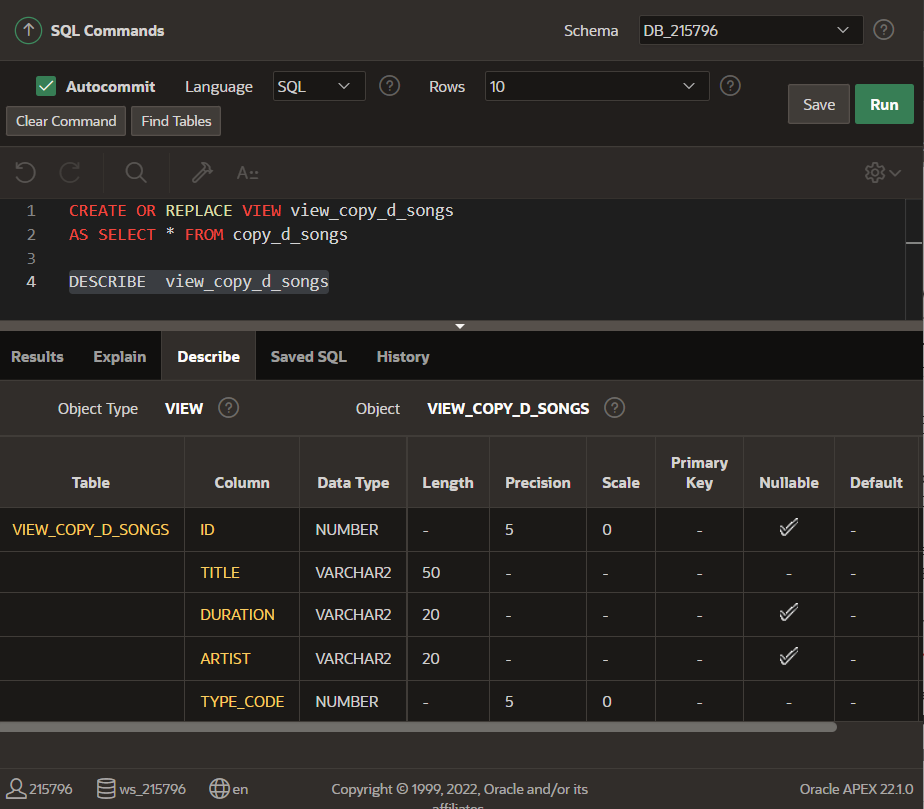 SQL Commands Schema DB_215796
Autocommit Language SQL Rows 10
Save Run
Clear Command Find Tables
A::
1 CREATE OR REPLACE VIEW view_copy_d_songs
2 AS SELECT * FROM copy_d_songs
3
4 DESCRIBE  view_copy_d_songs
Results Explain Describe Saved SQL History
Object Type VIEW ? Object VIEW_COPY_D_SONGS ?
Table Column Data Type Length Precision Scale Primary Key Nullable Default
VIEW_COPY_D_SONGS ID NUMBER - 5 0 - -
TITLE VARCHAR2 50 - - - - -
DURATION VARCHAR2 20 - - - -
ARTIST VARCHAR2 20 - - - -
TYPE_CODE NUMBER - 5 0 - - -
215796 ws_215796 en Copyright © 1999, 2022, Oracle and/or its affiliates. Oracle APEX 22.1.0